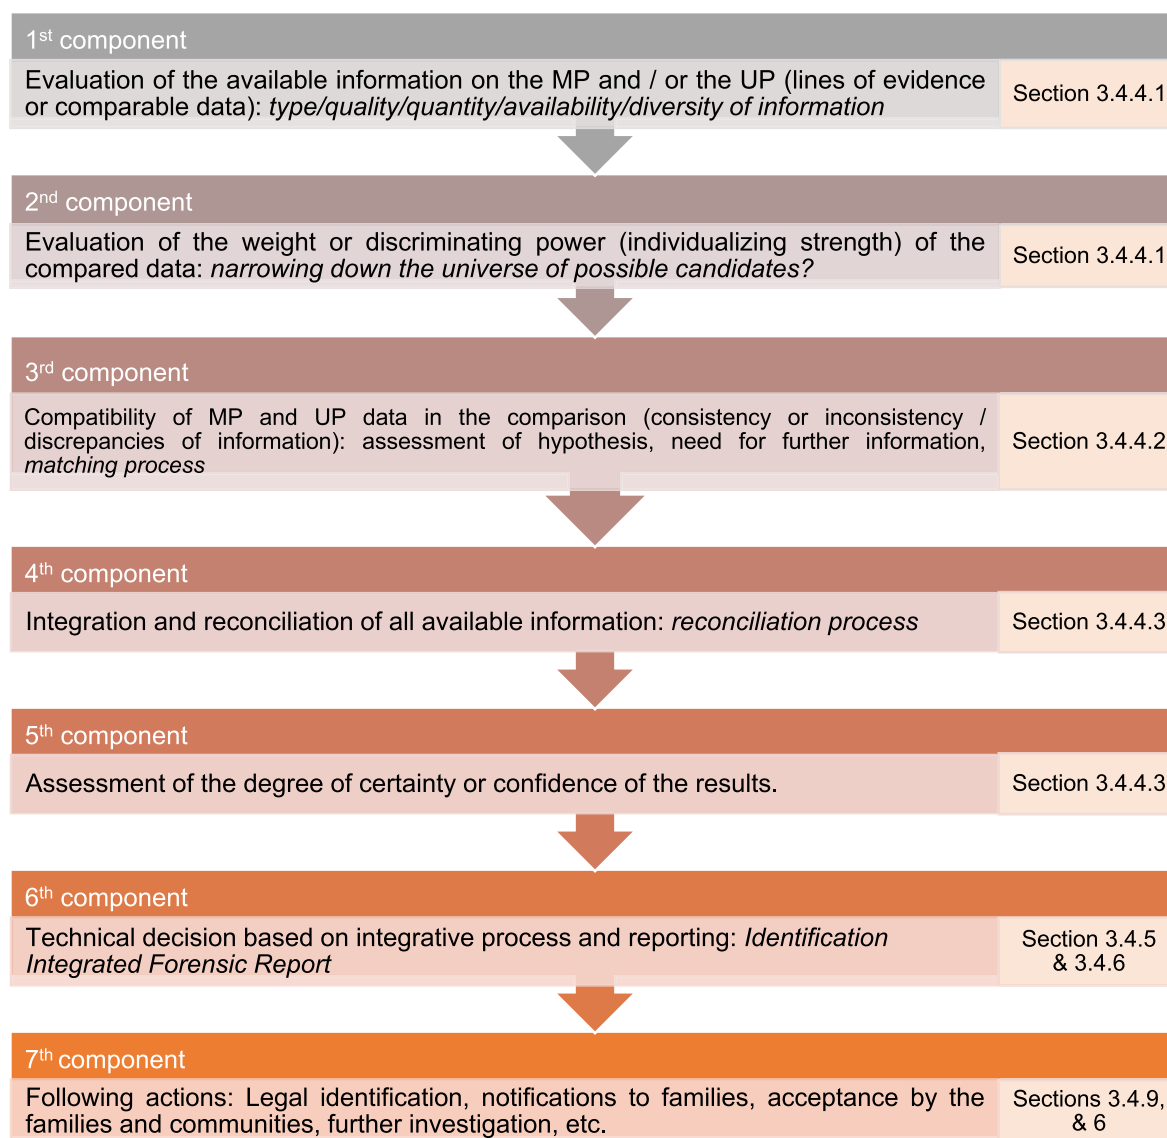 1st component
Evaluation of the available information on the MP and / or the UP (lines of evidence
or comparable data): type/quality/quantity/availability/diversity of information
Section 3.4.4.1
2nd component
Evaluation of the weight or discriminating power (individualizing strength) of the
compared data: narrowing down the universe of possible candidates?
Section 3.4.4.1
3rd component
Compatibility of MP and UP data in the comparison (consistency or inconsistency /
discrepancies of information): assessment of hypothesis, need for further information,
matching process
Section 3.4.4.2
4th component
Integration and reconciliation of all available information: reconciliation process
Section 3.4.4.3
5th component
Assessment of the degree of certainty or confidence of the results.
Section 3.4.4.3
6th component
Technical decision based on integrative process and reporting: Identification
Integrated Forensic Report
Section 3.4.5
& 3.4.6
7th component
Following actions: Legal identification, notifications to families, acceptance by the
families and communities, further investigation, etc.
Sections 3.4.9,
& 6